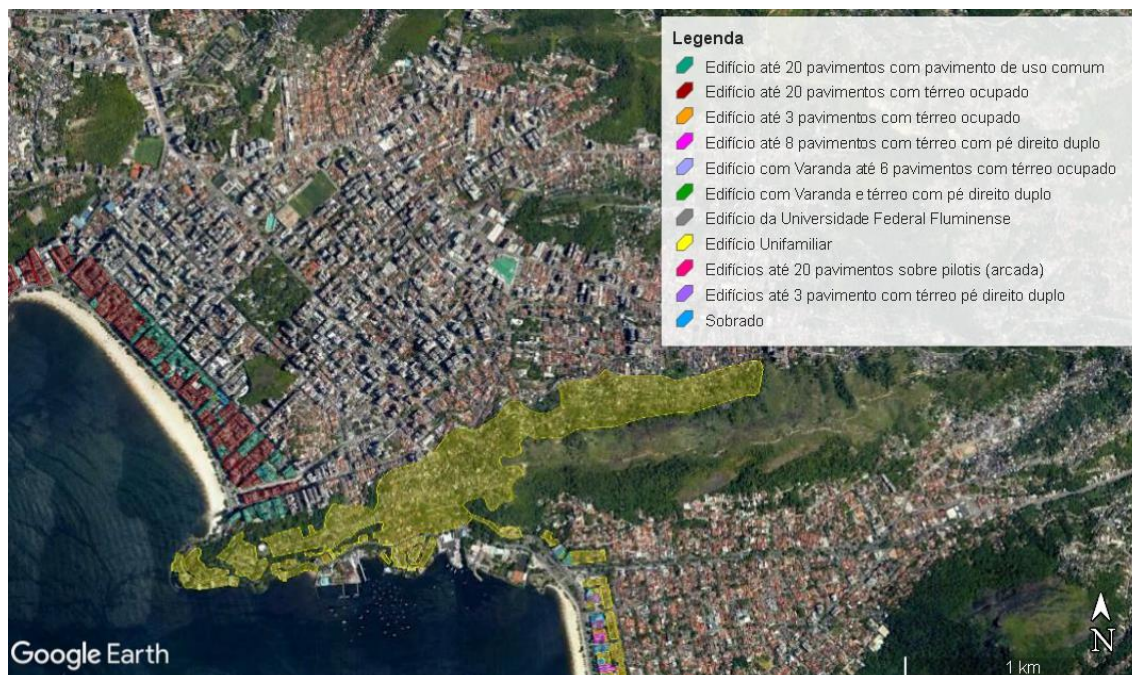 Legenda
Edifício até 20 pavimentos com pavimento de uso comum
Edifício até 20 pavimentos com térreo ocupado
Edifício até 3 pavimentos com térreo ocupado
Edifício até 8 pavimentos com térreo com pé direito duplo
Edifício com Varanda até 6 pavimentos com térreo ocupado
Edifício com Varanda e térreo com pé direito duplo
Edifício da Universidade Federal Fluminense
Edifício Unifamiliar
Edifícios até 20 pavimentos sobre pilotis (arcada)
Edifícios até 3 pavimento com térreo pé direito duplo
Sobrado
N
Google Earth
1 km